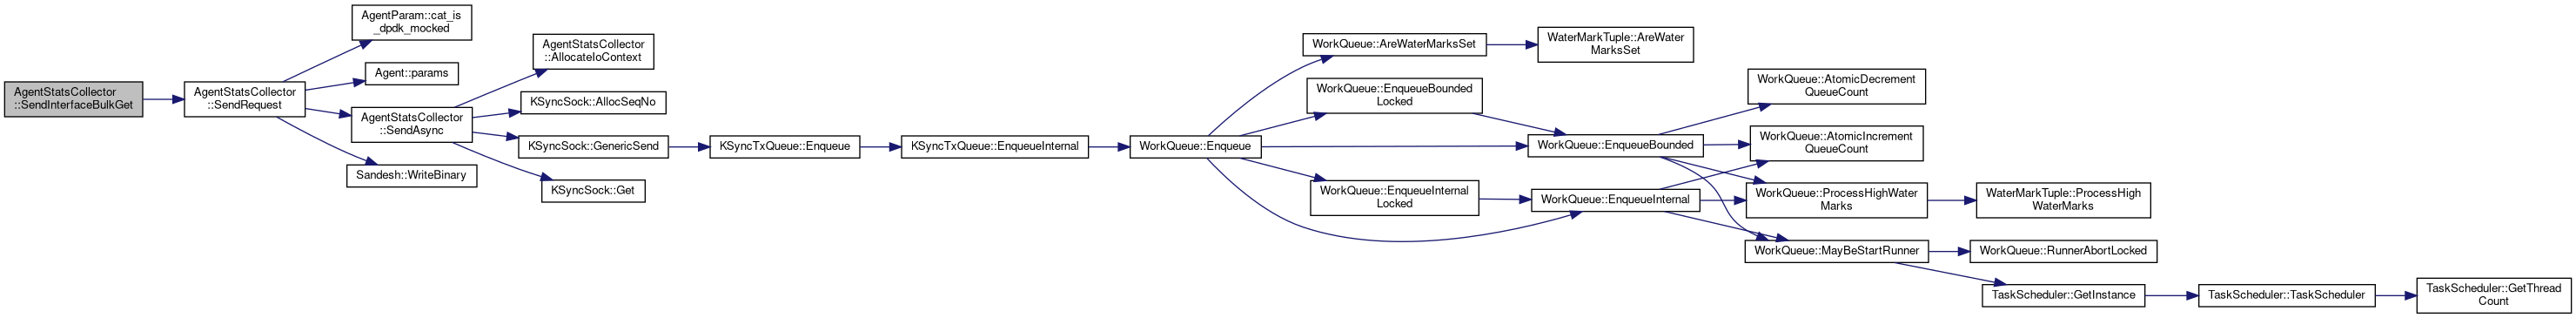 AgentStatsCollector
::SendInterfaceBulkGet
AgentStatsCollector
::SendRequest
AgentParam::cat_is
_dpdk_mocked
Agent::params
AgentStatsCollector
::SendAsync
Sandesh::WriteBinary
AgentStatsCollector
::AllocateIoContext
KSyncSock::AllocSeqNo
KSyncSock::GenericSend
KSyncSock::Get
KSyncTxQueue::Enqueue
KSyncTxQueue::EnqueueInternal
WorkQueue::Enqueue
WorkQueue::AreWaterMarksSet
WorkQueue::EnqueueBounded
Locked
WorkQueue::EnqueueInternal
Locked
WaterMarkTuple::AreWater
MarksSet
WorkQueue::EnqueueBounded
WorkQueue::EnqueueInternal
WorkQueue::AtomicDecrement
QueueCount
WorkQueue::AtomicIncrement
QueueCount
WorkQueue::ProcessHighWater
Marks
WorkQueue::MayBeStartRunner
WaterMarkTuple::ProcessHigh
WaterMarks
WorkQueue::RunnerAbortLocked
TaskScheduler::GetInstance
TaskScheduler::TaskScheduler
TaskScheduler::GetThread
Count